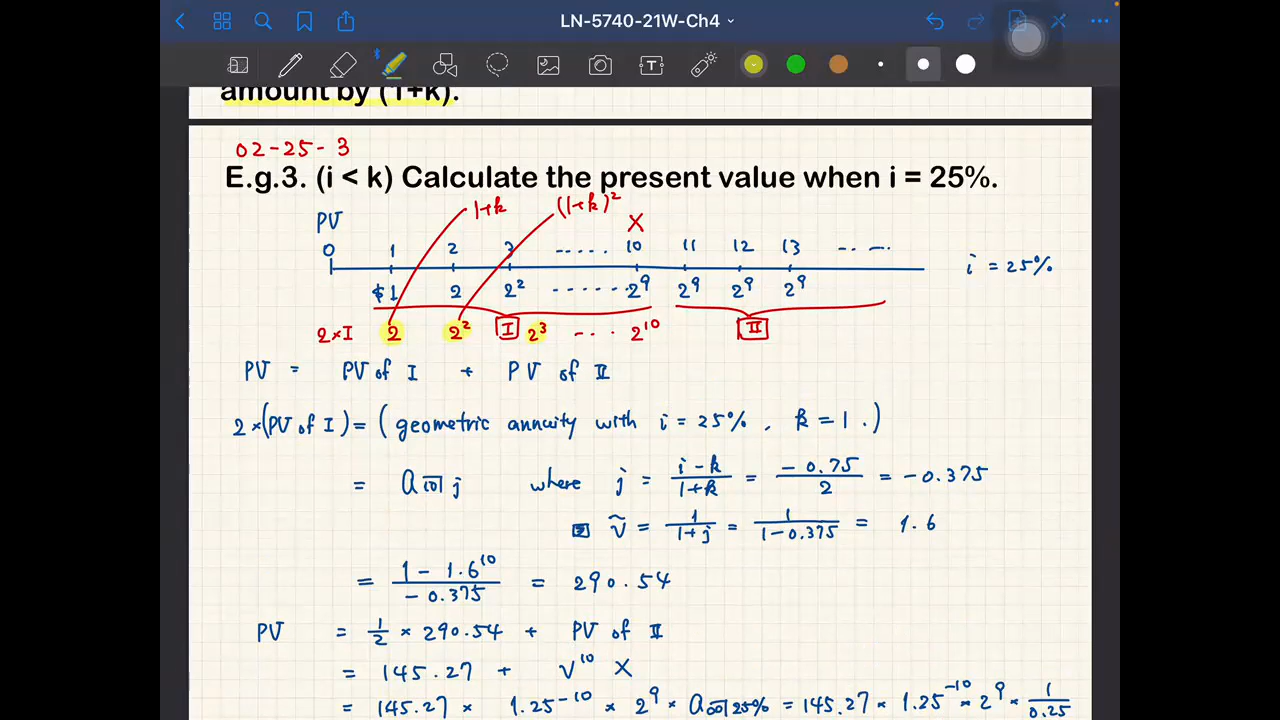 LN-5740-21W-Ch4
amount by (1+k).
02-25-3
E.g.3. (i < k) Calculate the present value when i = 25%.
PV 1+k (1+k)² X
0 1 2 3 ..... 10 11 12 13 .. ..
i = 25%
$1 2 2² ...... 2⁹ 2⁹ 2⁹ 2⁹
2×I 2 2² I 2³ .... 2¹⁰ II
PV = PV of I + PV of II
2×(PV of I) = (geometric annuity with i = 25%, k = 1.)
= a10¬ j where j = i-k/1+k = -0.75/2 = -0.375
ṽ = 1/1+j = 1/1-0.375 = 1.6
= 1 - 1.6¹⁰/-0.375 = 290.54
PV = 1/2 × 290.54 + PV of II
= 145.27 + v¹⁰ X
= 145.27 × 1.25⁻¹⁰ × 2⁹ × a∞¬ 25% = 145.27 × 1.25⁻¹⁰ × 2⁹ × 1/0.25